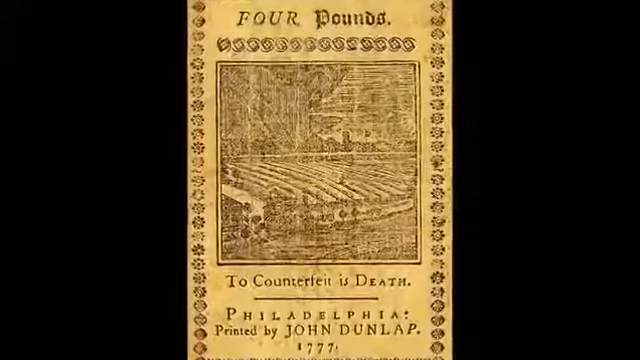 FOUR Pounds.
To Counterfeit is DEATH.
PHILADELPHIA:
Printed by JOHN DUNLAP.
1777.